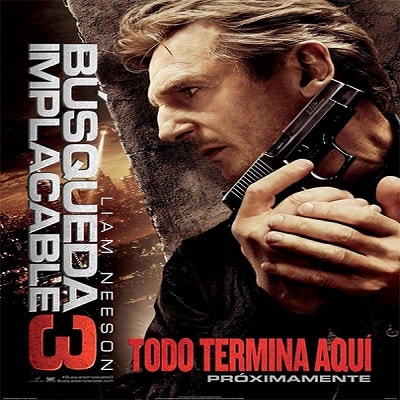 BÚSQUEDA
IMPLACABLE 3
LIAM NEESON
TODO TERMINA AQUÍ
PRÓXIMAMENTE